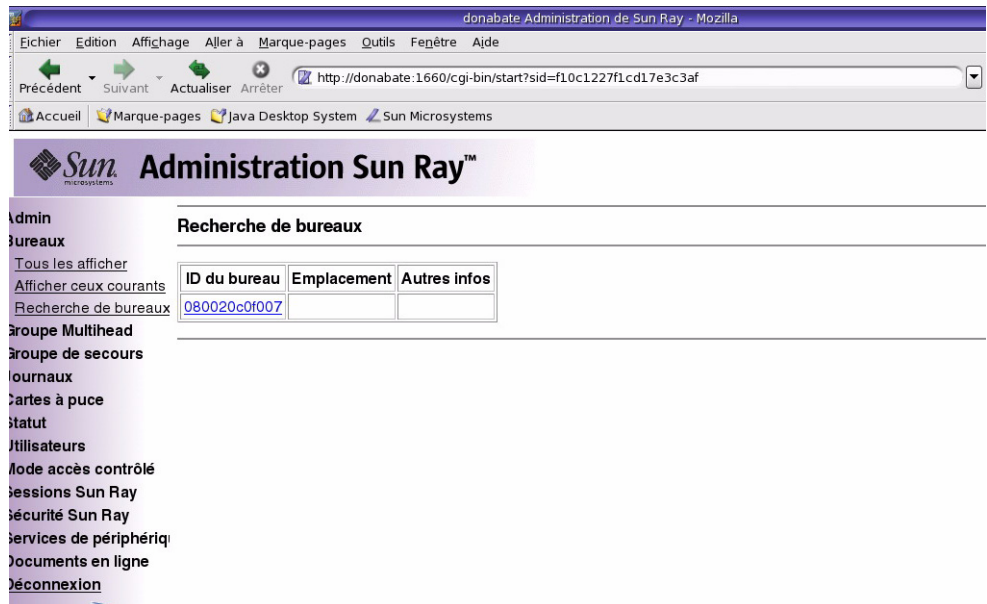 donabate Administration de Sun Ray - Mozilla
Fichier Edition Affichage Aller à Marque-pages Outils Fenêtre Aide
Précédent Suivant Actualiser Arrêter http://donabate:1660/cgi-bin/start?sid=f10c1227f1cd17e3c3af
Accueil Marque-pages Java Desktop System Sun Microsystems
Sun microsystems Administration Sun Ray™
Admin
Bureaux
Tous les afficher
Afficher ceux courants
Recherche de bureaux
Groupe Multihead
Groupe de secours
Journaux
Cartes à puce
Statut
Utilisateurs
Mode accès contrôlé
Sessions Sun Ray
Sécurité Sun Ray
Services de périphériq
Documents en ligne
Déconnexion
Recherche de bureaux
ID du bureau Emplacement Autres infos
080020c0f007